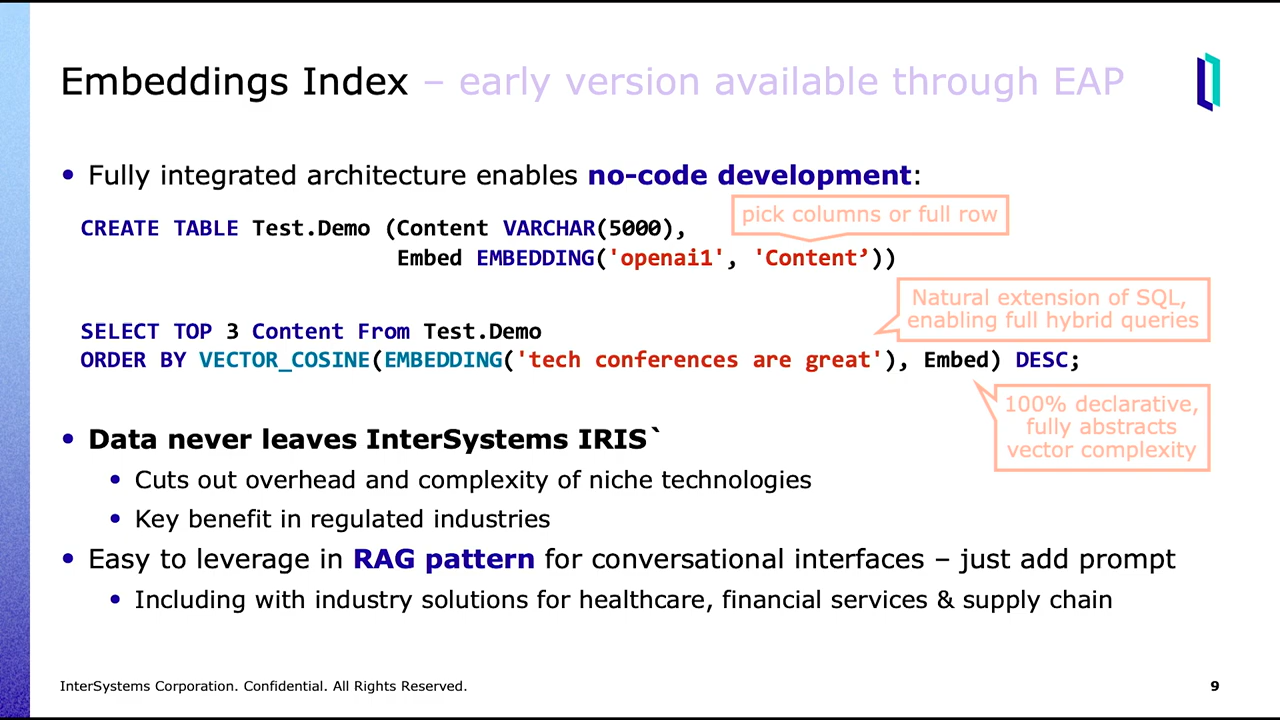 Embeddings Index – early version available through EAP
• Fully integrated architecture enables no-code development:
pick columns or full row
CREATE TABLE Test.Demo (Content VARCHAR(5000),
Embed EMBEDDING('openai1', 'Content’))
Natural extension of SQL,
enabling full hybrid queries
SELECT TOP 3 Content From Test.Demo
ORDER BY VECTOR_COSINE(EMBEDDING('tech conferences are great'), Embed) DESC;
100% declarative,
fully abstracts
vector complexity
• Data never leaves InterSystems IRIS`
• Cuts out overhead and complexity of niche technologies
• Key benefit in regulated industries
• Easy to leverage in RAG pattern for conversational interfaces – just add prompt
• Including with industry solutions for healthcare, financial services & supply chain
InterSystems Corporation. Confidential. All Rights Reserved.
9